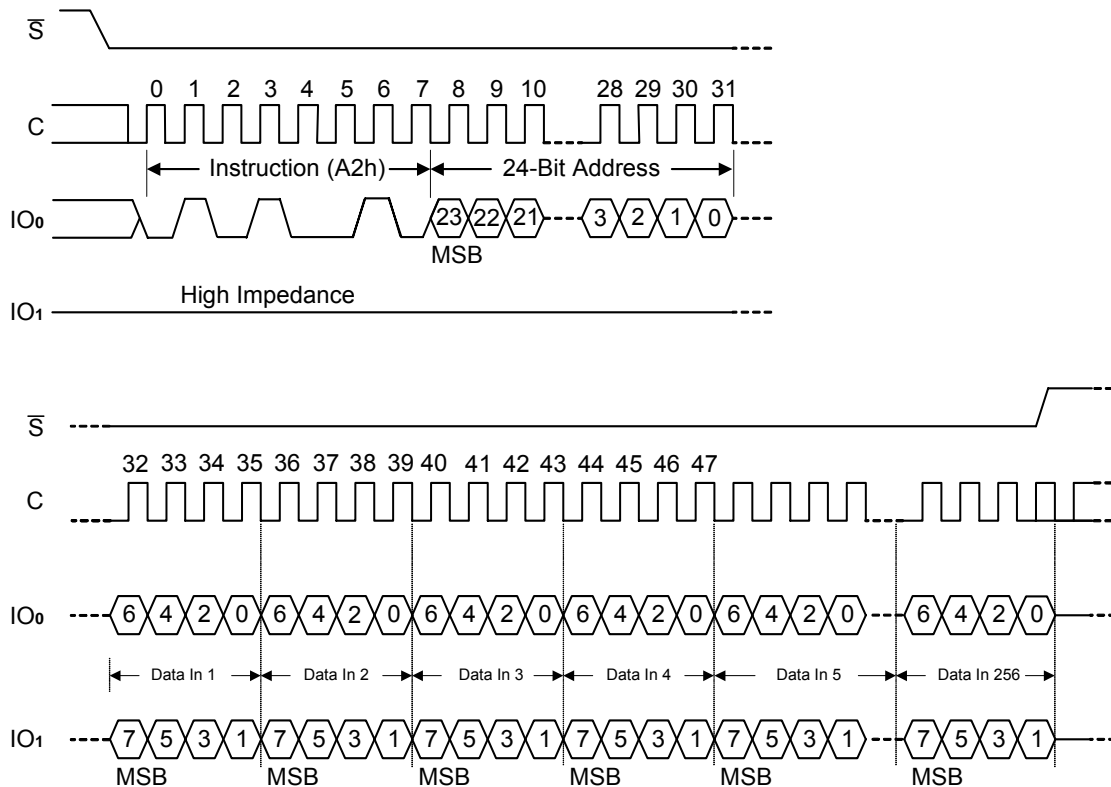 S
0 1 2 3 4 5 6 7 8 9 10 28 29 30 31
C
Instruction (A2h) 24-Bit Address
IO0 23 22 21 3 2 1 0
MSB
High Impedance
IO1
S
32 33 34 35 36 37 38 39 40 41 42 43 44 45 46 47
C
IO0 6 4 2 0 6 4 2 0 6 4 2 0 6 4 2 0 6 4 2 0 6 4 2 0
Data In 1 Data In 2 Data In 3 Data In 4 Data In 5 Data In 256
IO1 7 5 3 1 7 5 3 1 7 5 3 1 7 5 3 1 7 5 3 1 7 5 3 1
MSB MSB MSB MSB MSB MSB